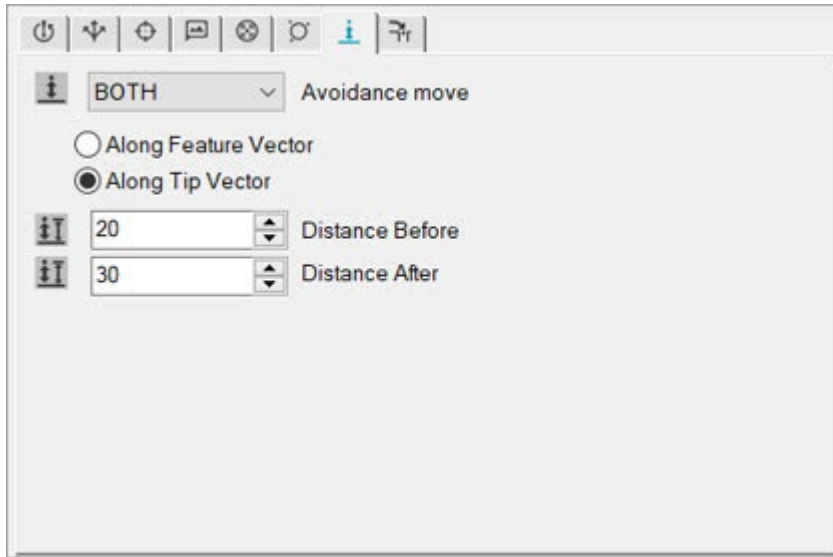 BOTH Avoidance move
Along Feature Vector
Along Tip Vector
20 Distance Before
30 Distance After